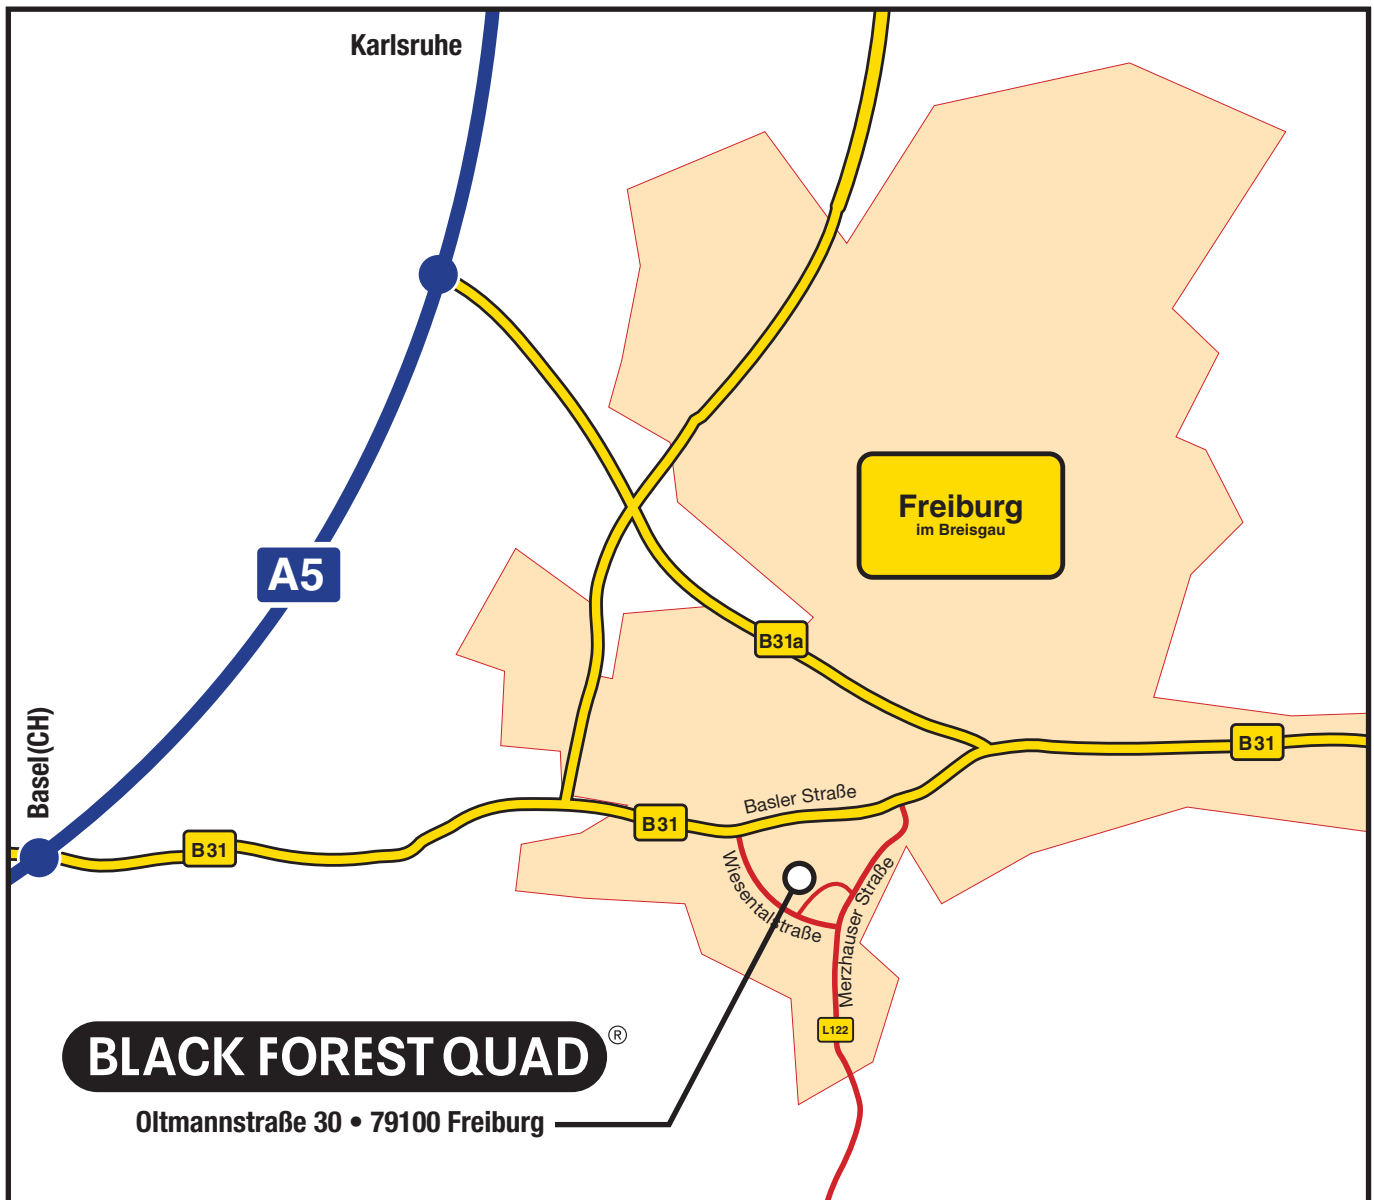 Karlsruhe
Freiburg
im Breisgau
A5
B31a
Basel(CH)
B31
B31
B31
Basler Straße
Wiesentalstraße
Merzhauser Straße
L122
BLACK FOREST QUAD ®
Oltmannstraße 30 • 79100 Freiburg